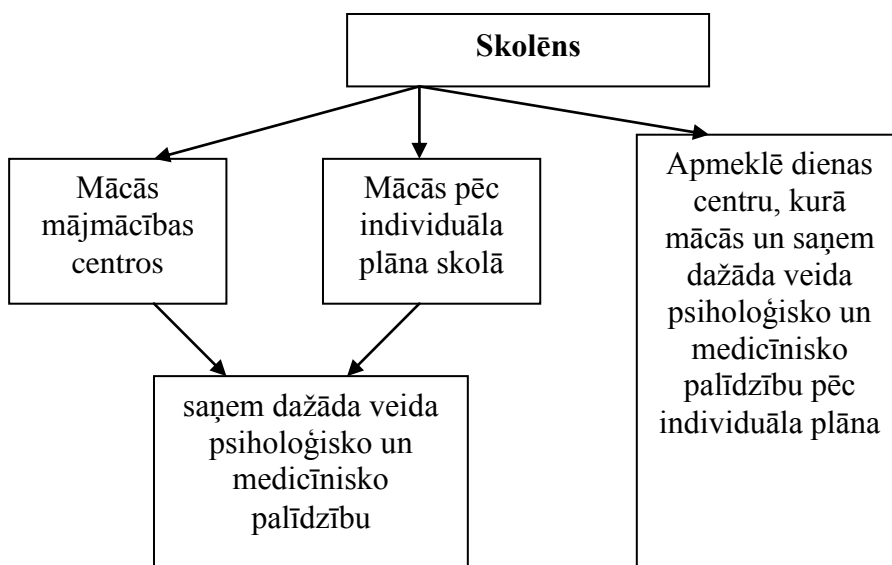 Skolēns
Mācās
mājmācības
centros
Mācās pēc
individuāla
plāna skolā
Apmeklē dienas
centru, kurā
mācās un saņem
dažāda veida
psiholoģisko un
medicīnisko
palīdzību pēc
individuāla plāna
saņem dažāda veida
psiholoģisko un
medicīnisko
palīdzību